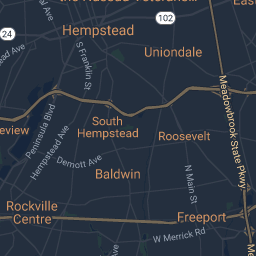 102
24
Hempstead
Uniondale
S Franklin St
Meadowbrook State Pkwy
Peninsula Blvd
Hempstead Ave
South
Hempstead
Roosevelt
Demott Ave
Baldwin
N Main St
Rockville
Centre
Freeport
W Merrick Rd